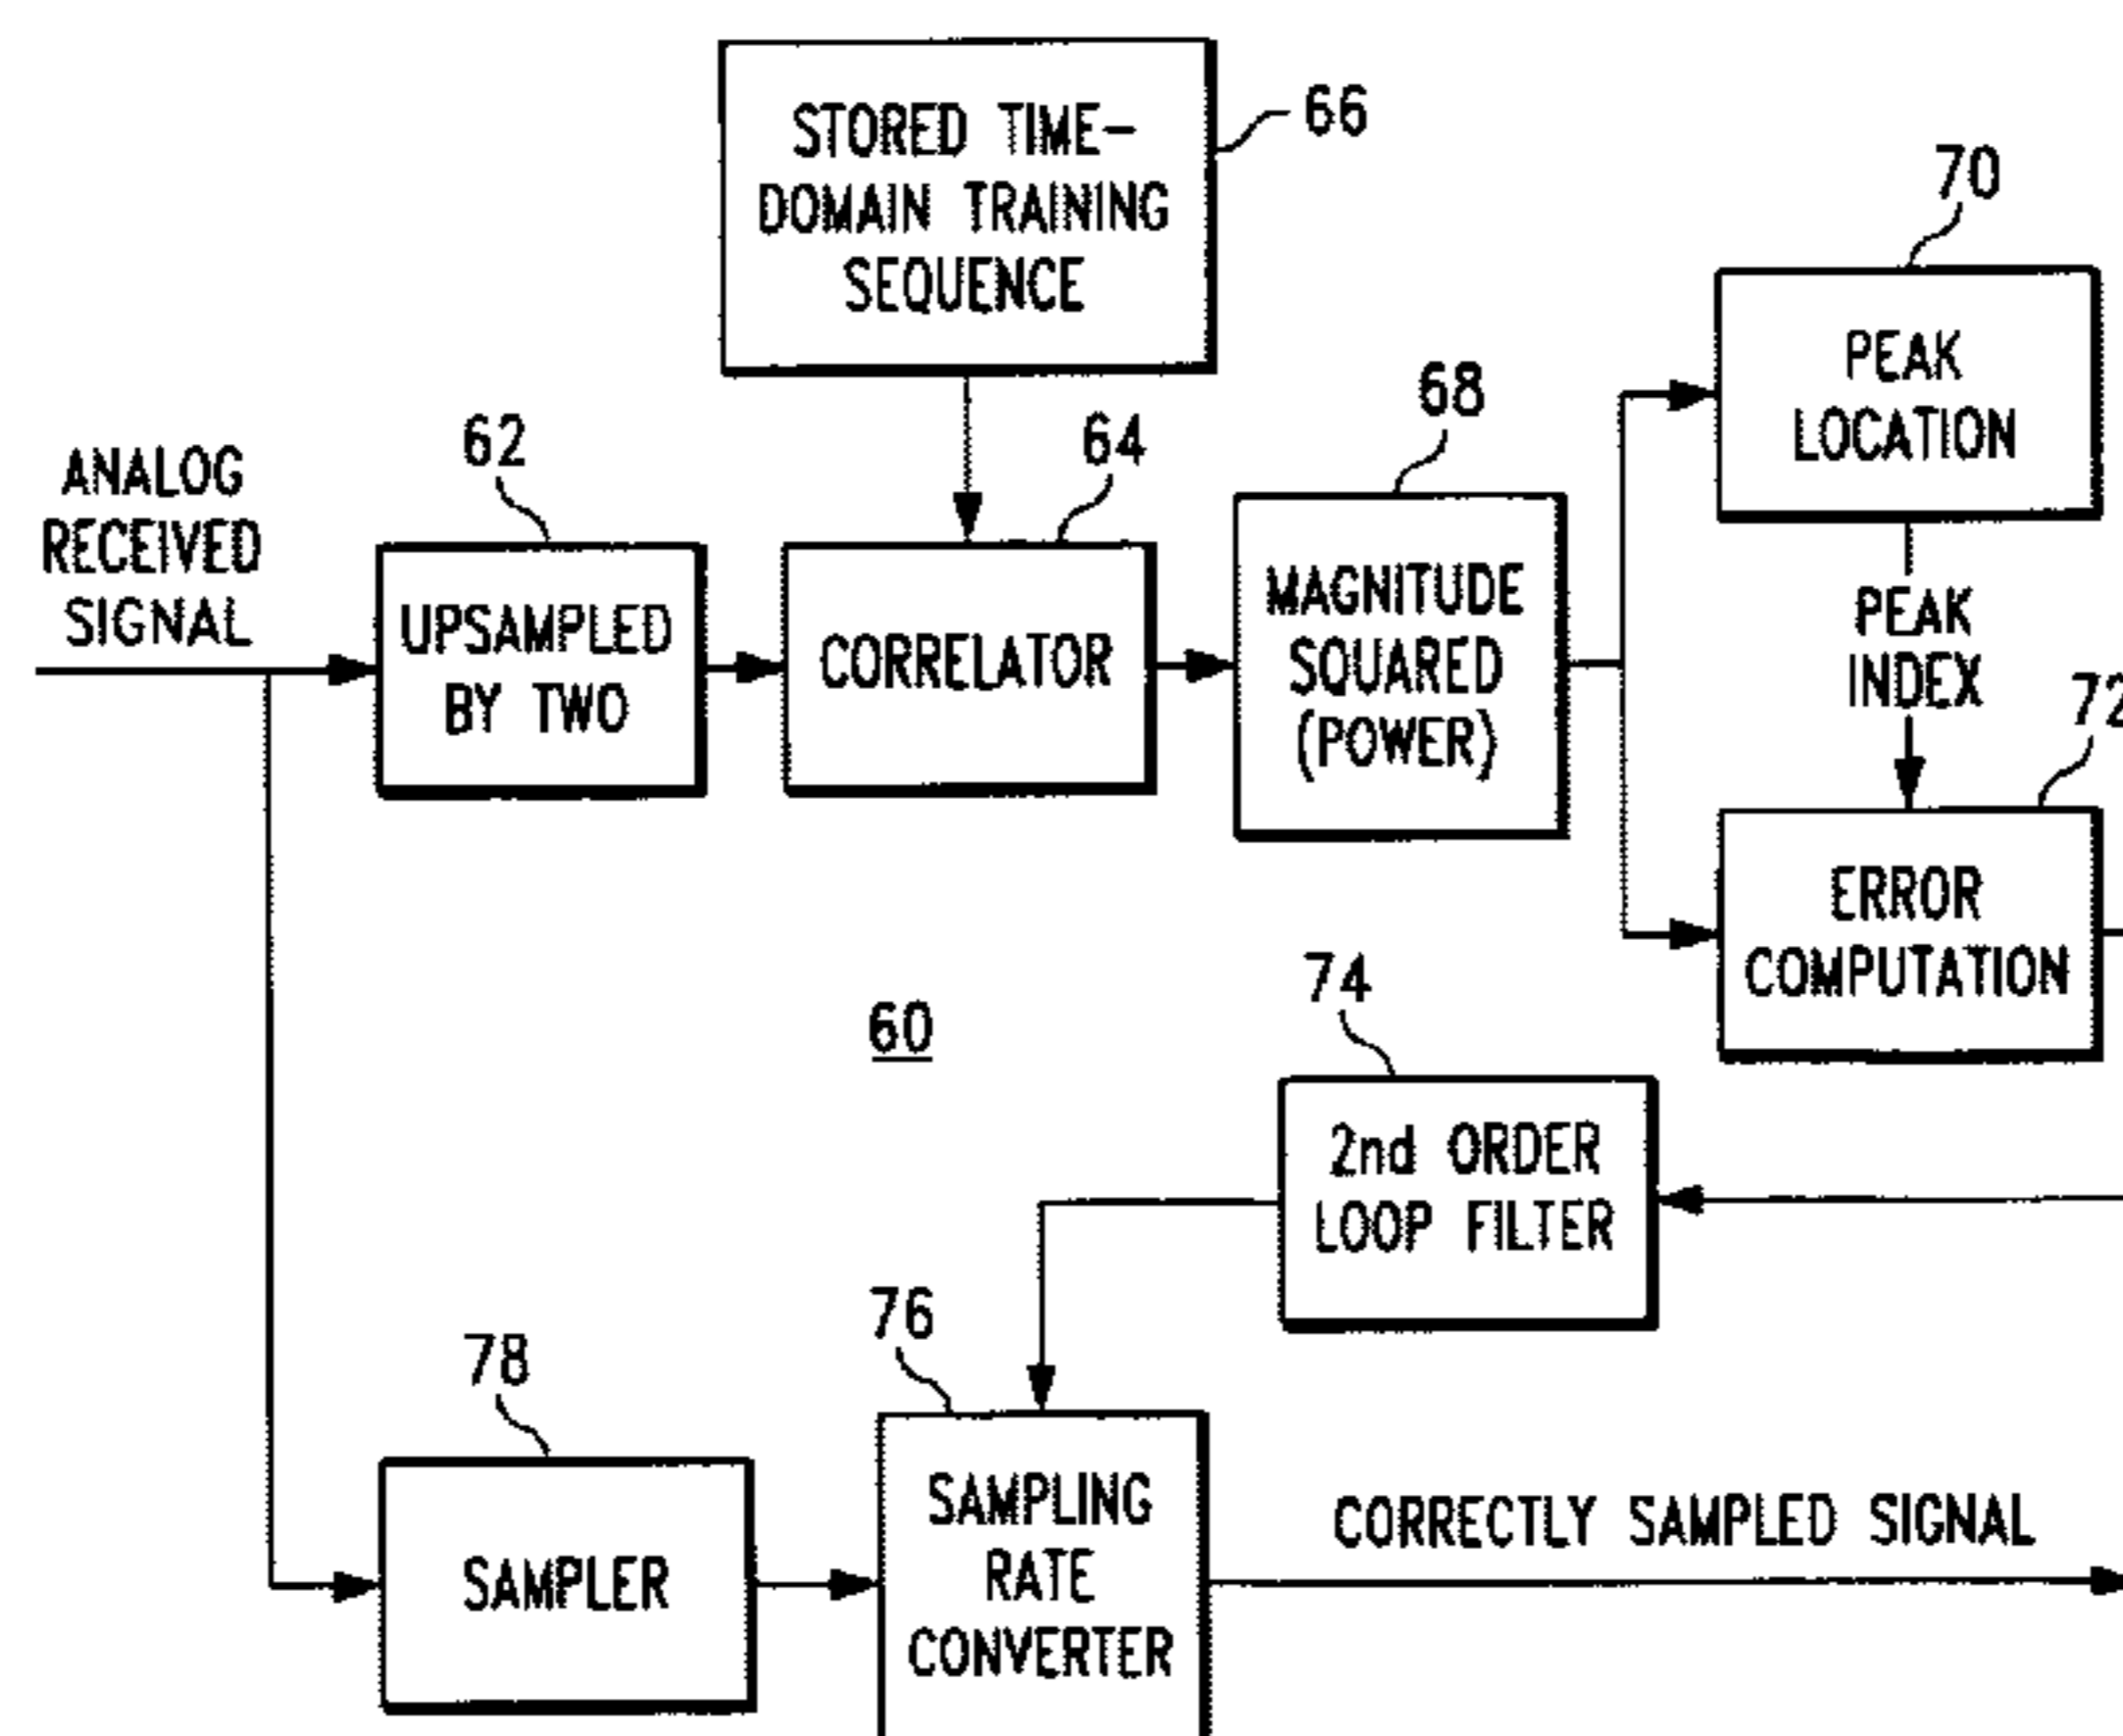 STORED TIME-
DOMAIN TRAINING
SEQUENCE
66
70
PEAK
LOCATION
68
62
64
ANALOG
RECEIVED
SIGNAL
UPSAMPLED
BY TWO
CORRELATOR
MAGNITUDE
SQUARED
(POWER)
PEAK
INDEX
72
ERROR
COMPUTATION
60
74
2nd ORDER
LOOP FILTER
76
78
SAMPLER
SAMPLING
RATE
CONVERTER
CORRECTLY SAMPLED SIGNAL